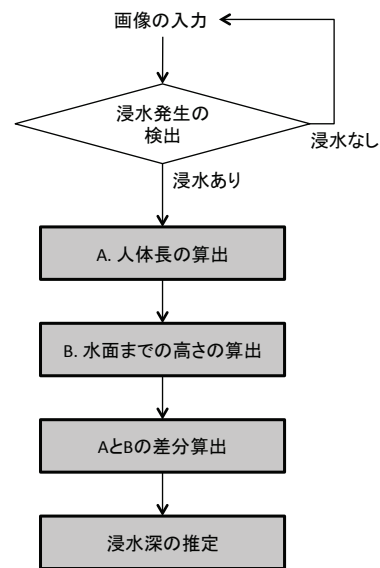 画像の入力
浸水発生の
検出
浸水なし
浸水あり
A. 人体長の算出
B. 水面までの高さの算出
AとBの差分算出
浸水深の推定